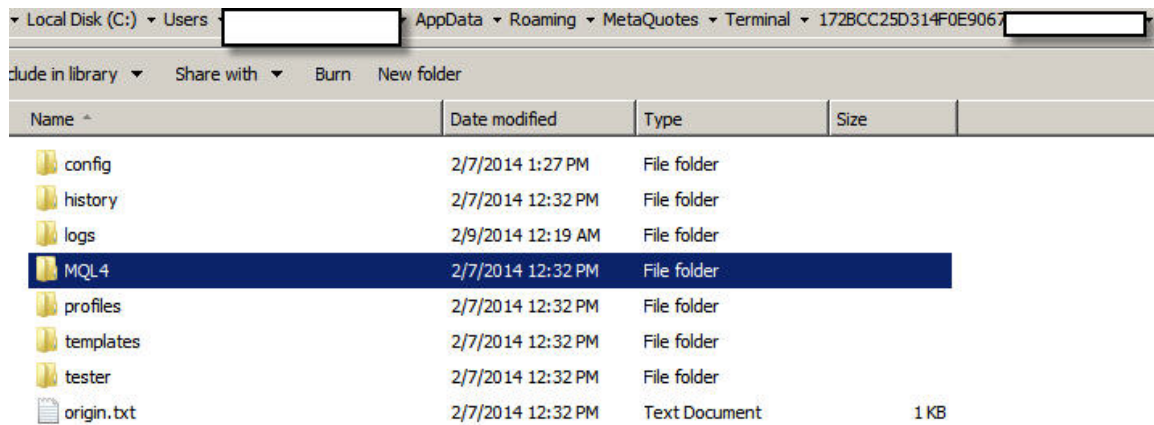 Local Disk (C:) Users AppData Roaming MetaQuotes Terminal 172BCC25D314F0E9067
clude in library Share with Burn New folder
Name Date modified Type Size
config 2/7/2014 1:27 PM File folder
history 2/7/2014 12:32 PM File folder
logs 2/9/2014 12:19 AM File folder
MQL4 2/7/2014 12:32 PM File folder
profiles 2/7/2014 12:32 PM File folder
templates 2/7/2014 12:32 PM File folder
tester 2/7/2014 12:32 PM File folder
origin.txt 2/7/2014 12:32 PM Text Document 1 KB